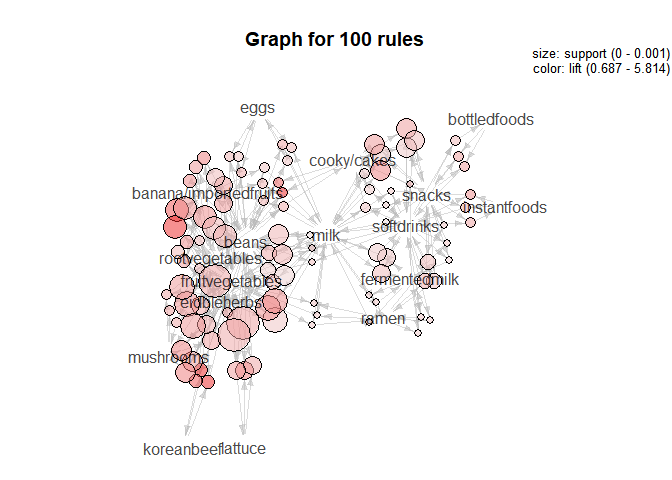 Graph for 100 rules
size: support (0 - 0.001)
color: lift (0.687 - 5.814)
eggs
bottledfoods
cooky/cakes
banana/importedfruits
snacks
instantfoods
softdrinks
milk
beans
rootvegetables
fruitvegetables
fermentedmilk
edibleherbs
ramen
mushrooms
koreanbeef
lattuce